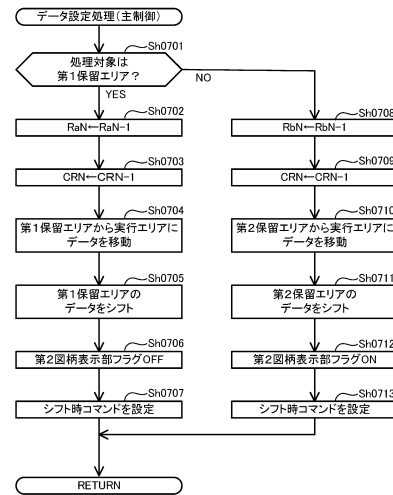 データ設定処理(主制御)
Sh0701
処理対象は
第1保留エリア?
NO
YES
Sh0702
RaN←RaN-1
Sh0703
CRN←CRN-1
Sh0704
第1保留エリアから実行エリアに
データを移動
Sh0705
第1保留エリアの
データをシフト
Sh0706
第2図柄表示部フラグOFF
Sh0707
シフト時コマンドを設定
Sh0708
RbN←RbN-1
Sh0709
CRN←CRN-1
Sh0710
第2保留エリアから実行エリアに
データを移動
Sh0711
第2保留エリアの
データをシフト
Sh0712
第2図柄表示部フラグON
Sh0713
シフト時コマンドを設定
RETURN